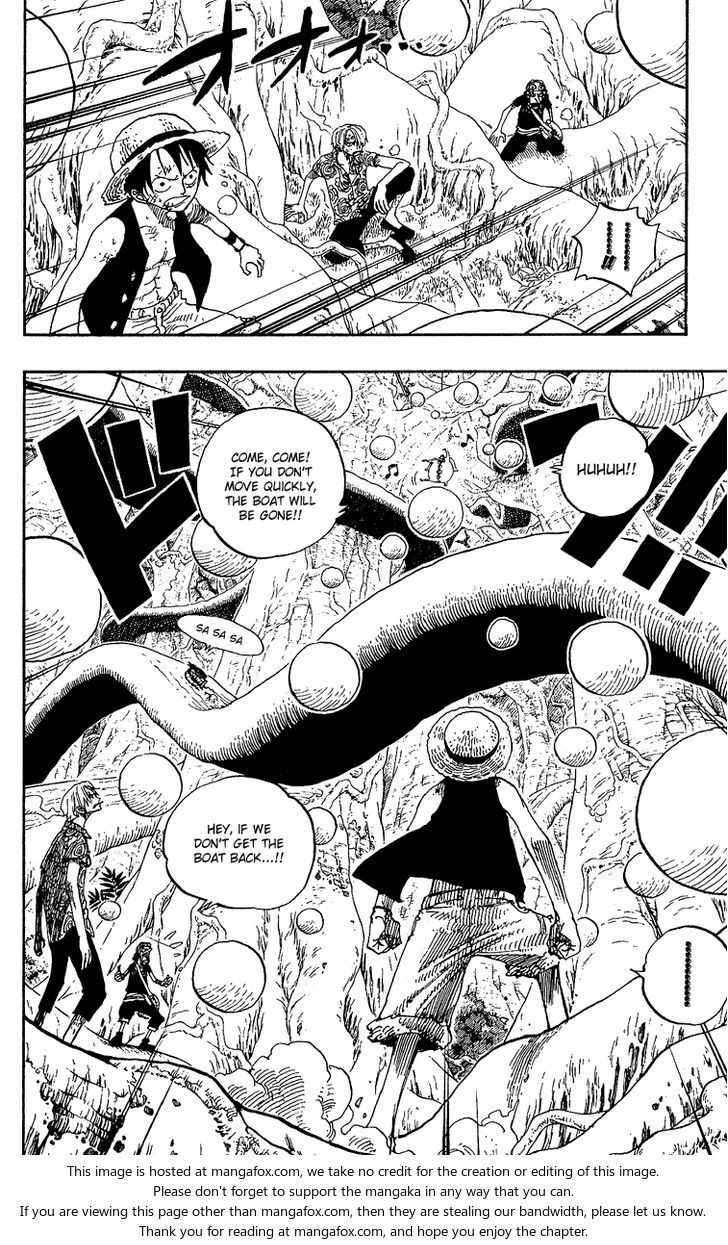 オオォ...
.........!!
COME, COME!
IF YOU DON'T
MOVE QUICKLY,
THE BOAT WILL
BE GONE!!
HUHUH!!
ドン!!
SA SA SA
HEY, IF WE
DON'T GET THE
BOAT BACK...!!
.........
This image is hosted at mangafox.com, we take no credit for the creation or editing of this image.
Please don't forget to support the mangaka in any way that you can.
If you are viewing this page other than mangafox.com, then they are stealing our bandwidth, please let us know.
Thank you for reading at mangafox.com, and hope you enjoy the chapter.